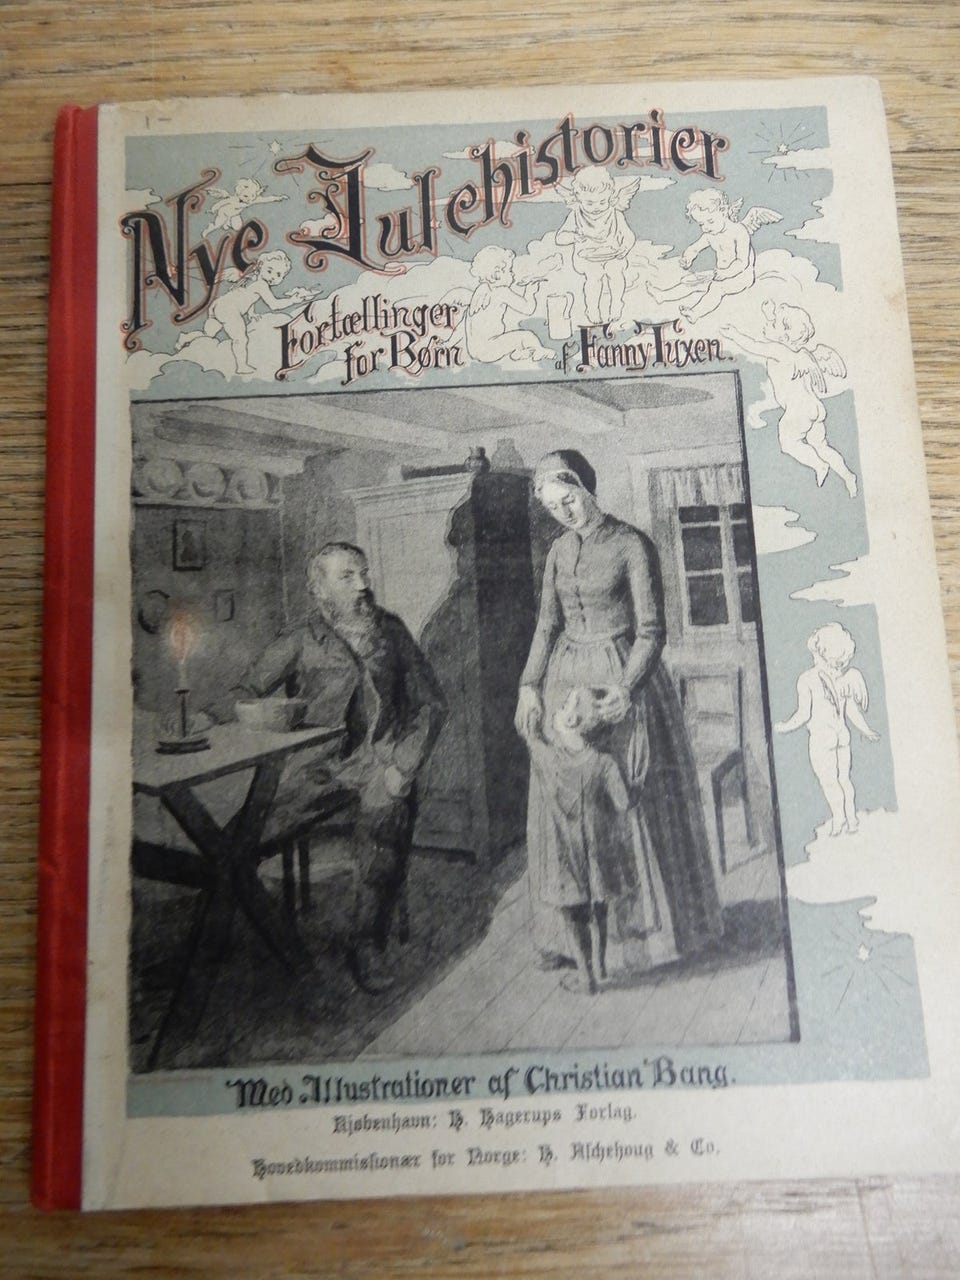 Nye Julehistorier
Fortællinger
for Børn
af Fanny Tuxen.
Med Illustrationer af Christian Bang.
Kjøbenhavn: H. Hagerups Forlag.
Hovedkommissionær for Norge: H. Aschehoug & Co.